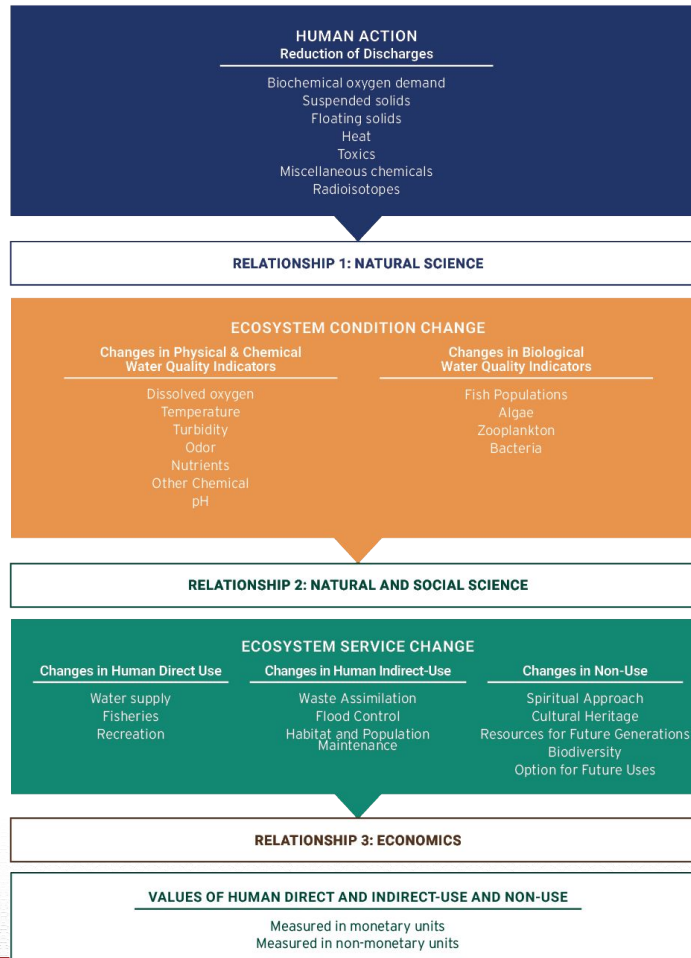 HUMAN ACTION
Reduction of Discharges
Biochemical oxygen demand
Suspended solids
Floating solids
Heat
Toxics
Miscellaneous chemicals
Radioisotopes
RELATIONSHIP 1: NATURAL SCIENCE
ECOSYSTEM CONDITION CHANGE
Changes in Physical & Chemical
Water Quality Indicators
Dissolved oxygen
Temperature
Turbidity
Odor
Nutrients
Other Chemical
pH
Changes in Biological
Water Quality Indicators
Fish Populations
Algae
Zooplankton
Bacteria
RELATIONSHIP 2: NATURAL AND SOCIAL SCIENCE
ECOSYSTEM SERVICE CHANGE
Changes in Human Direct Use
Water supply
Fisheries
Recreation
Changes in Human Indirect-Use
Waste Assimilation
Flood Control
Habitat and Population
Maintenance
Changes in Non-Use
Spiritual Approach
Cultural Heritage
Resources for Future Generations
Biodiversity
Option for Future Uses
RELATIONSHIP 3: ECONOMICS
VALUES OF HUMAN DIRECT AND INDIRECT-USE AND NON-USE
Measured in monetary units
Measured in non-monetary units